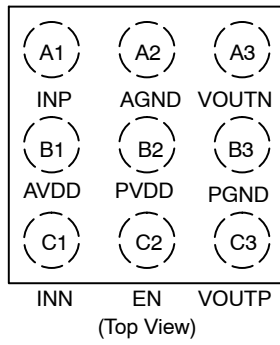 A1 A2 A3
INP AGND VOUTN
B1 B2 B3
AVDD PVDD PGND
C1 C2 C3
INN EN VOUTP
(Top View)